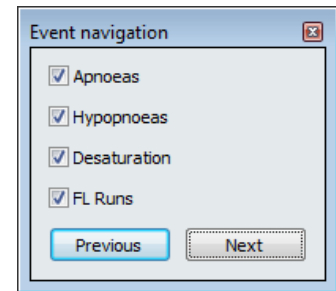 Event navigation
Apnoeas
Hypopnoeas
Desaturation
FL Runs
Previous Next